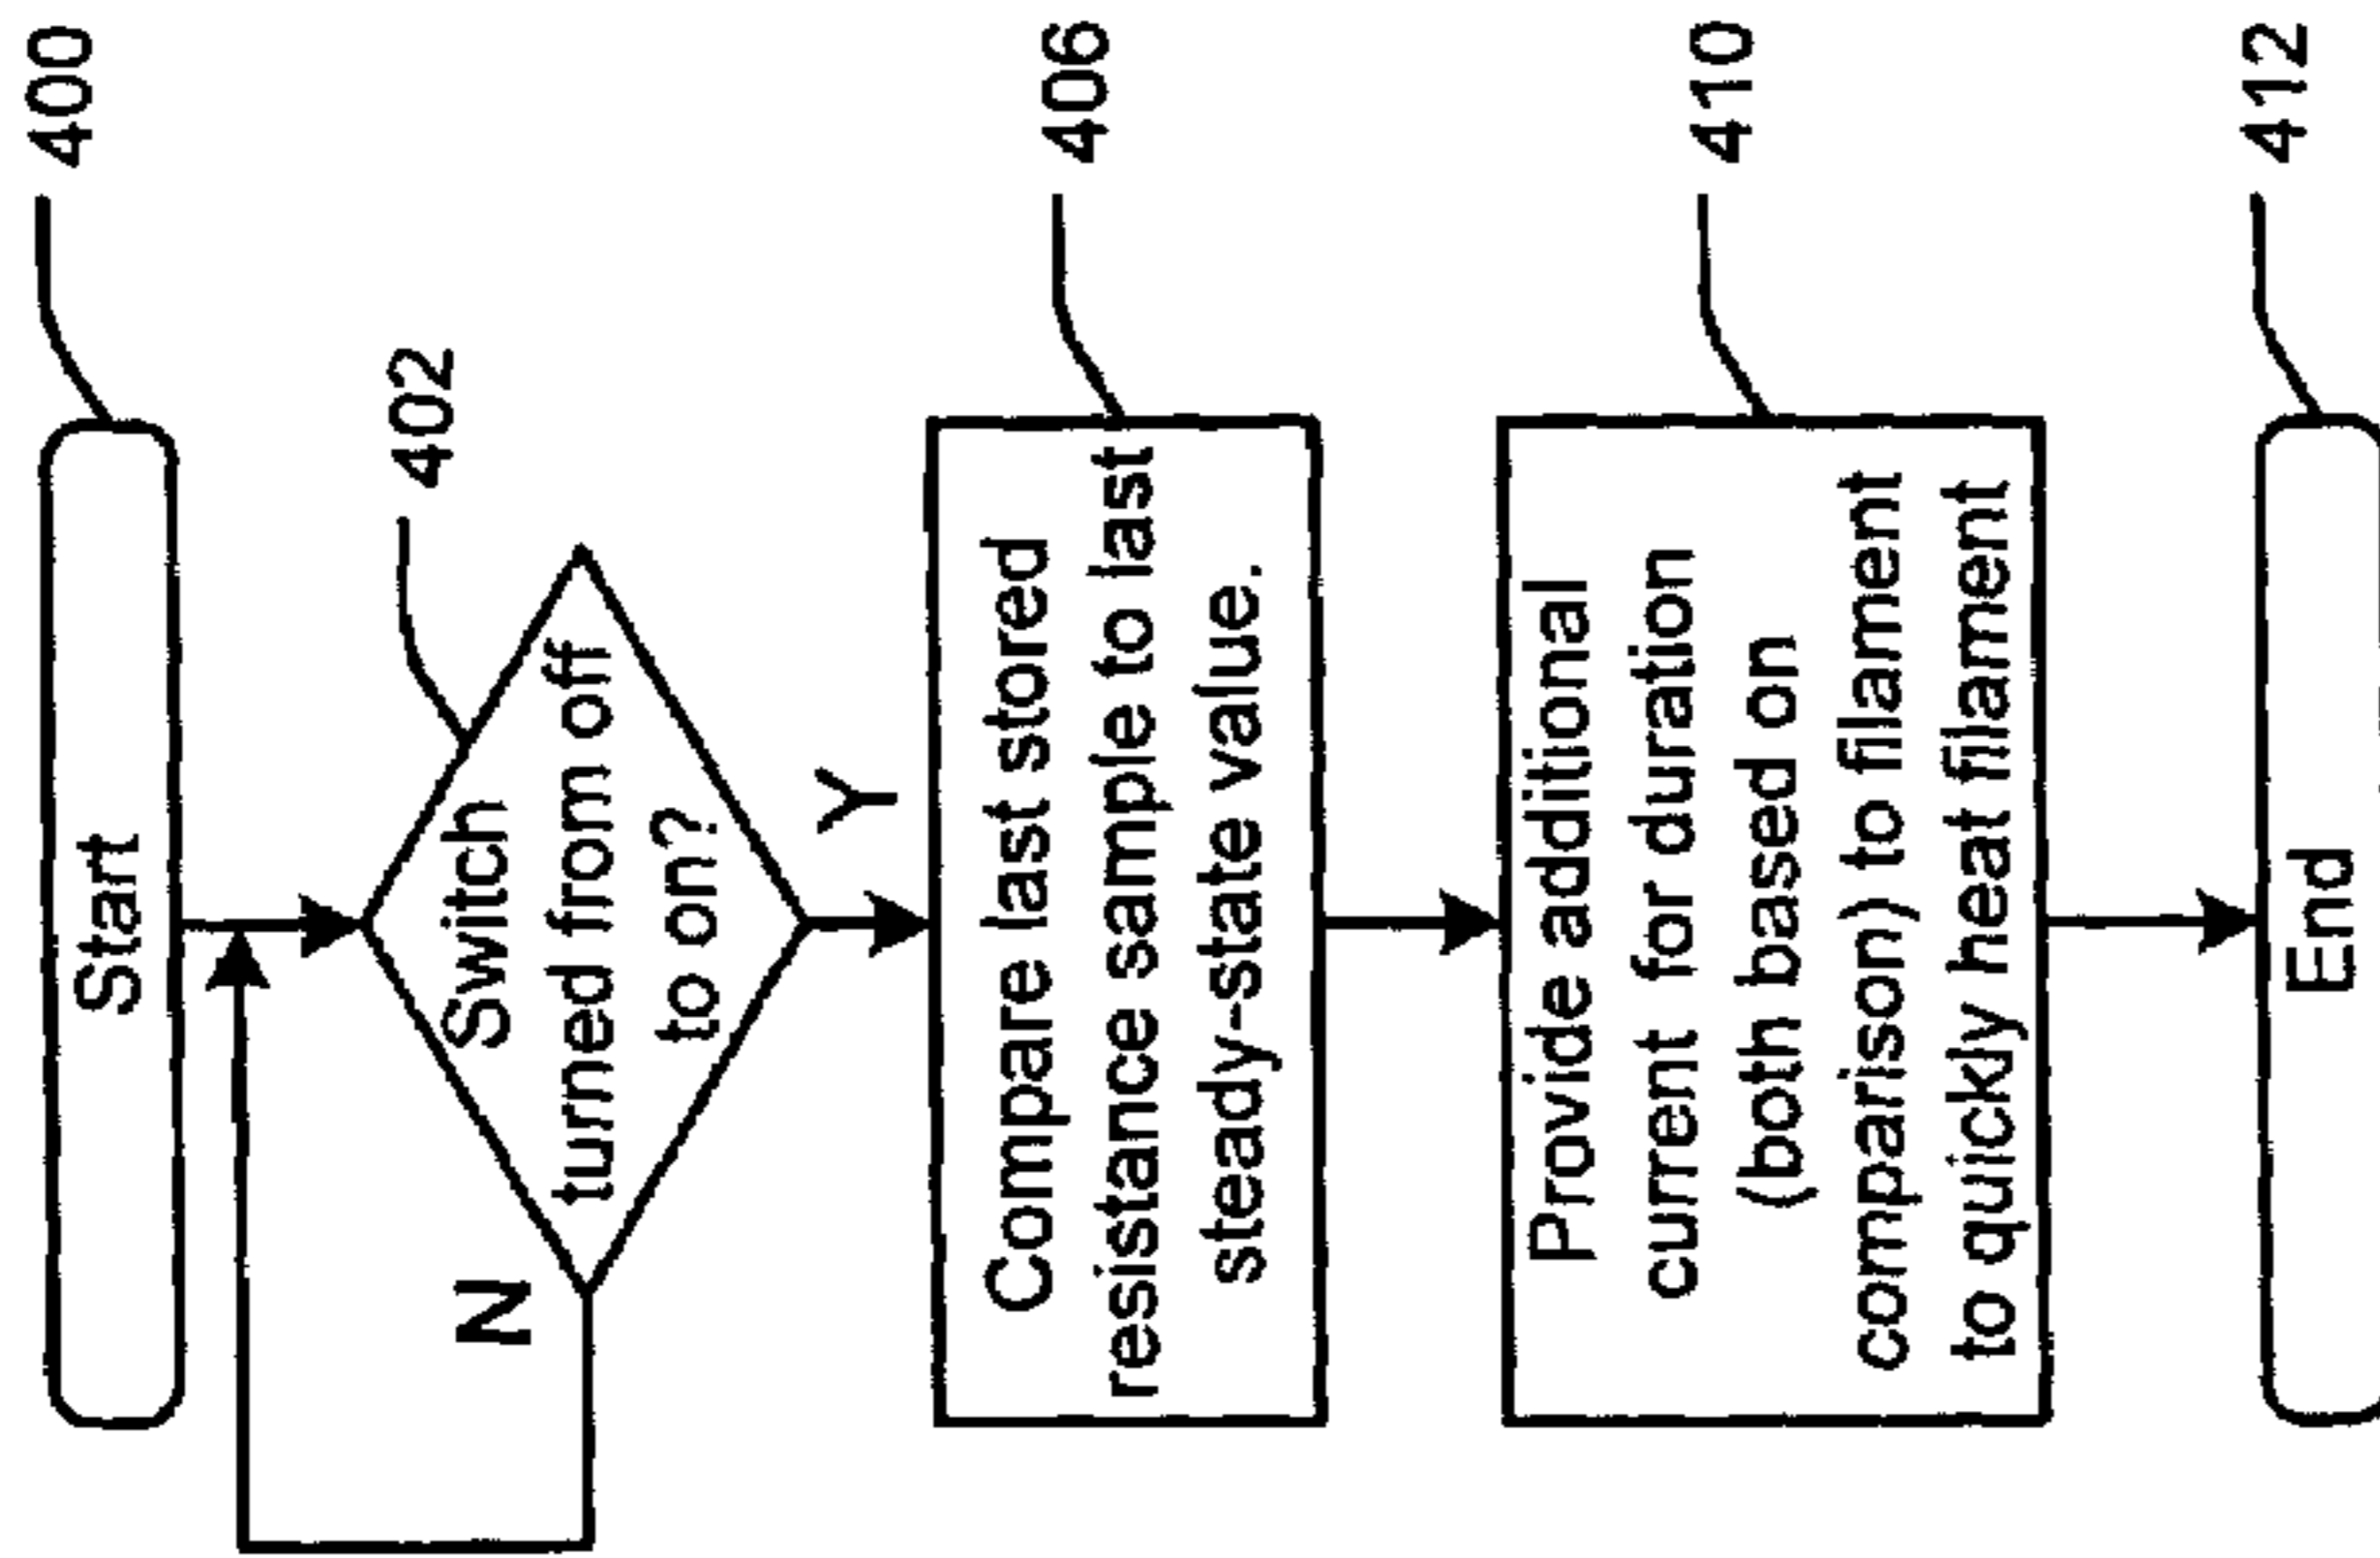 Start
400
Switch
turned from off
to on?
402
N
Y
Compare last stored
resistance sample to last
steady-state value.
406
Provide additional
current for duration
(both based on
comparison) to filament
to quickly heat filament
410
End
412